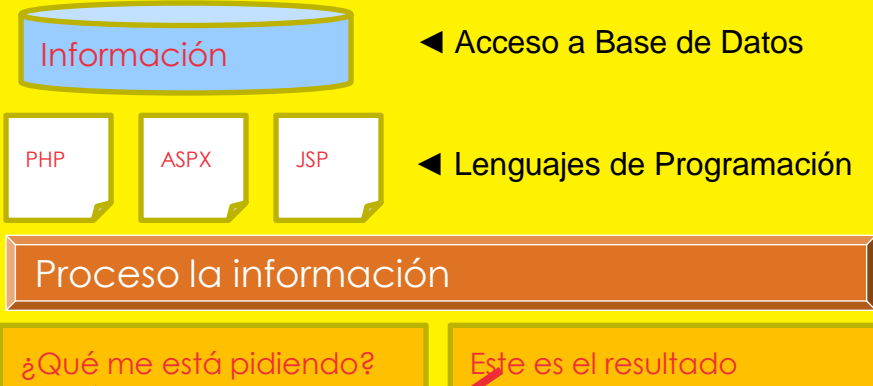 Información
◄ Acceso a Base de Datos
PHP
ASPX
JSP
◄ Lenguajes de Programación
Proceso la información
¿Qué me está pidiendo?
Este es el resultado